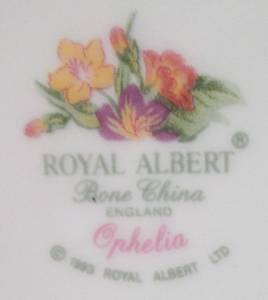 ROYAL ALBERT ®
Bone China
ENGLAND
Ophelia
© 1993 ROYAL ALBERT LTD